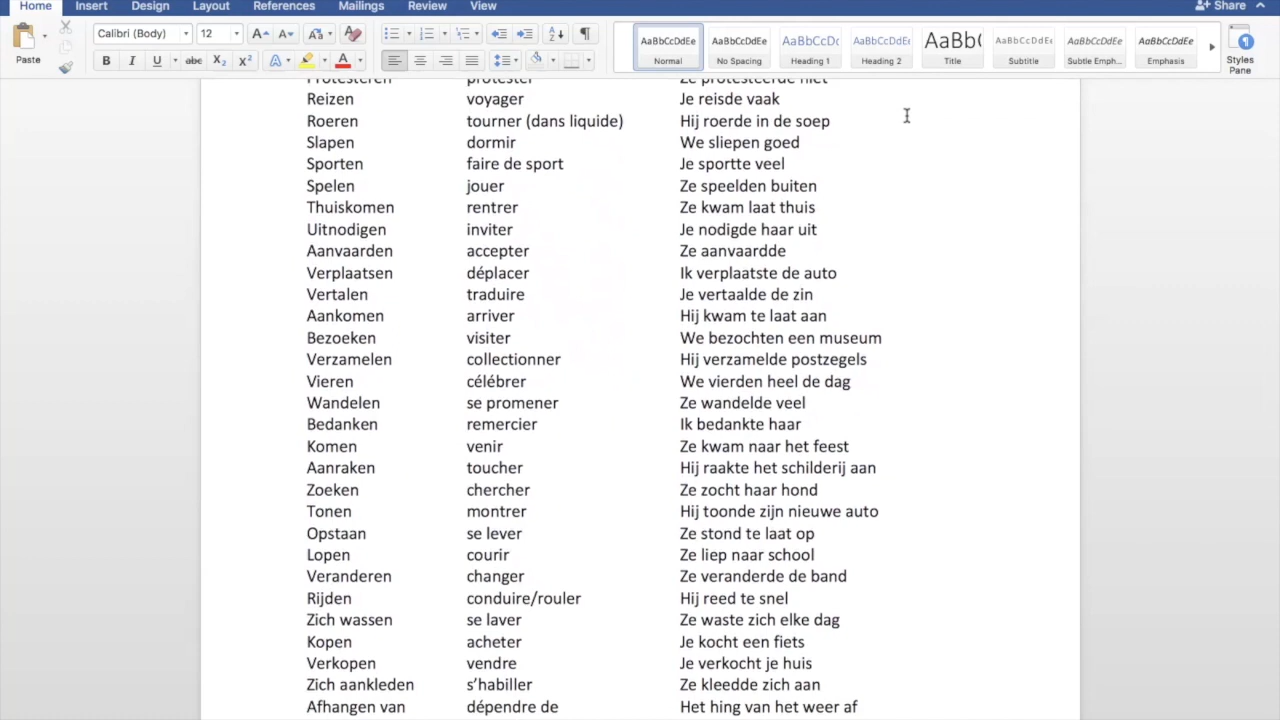 Home Insert Design Layout References Mailings Review View Share
Calibri (Body) 12
AaBbCcDdEe AaBbCcDdEe AaBbCcDc AaBbCcDdEe AaBb( AaBbCcDdEe AaBbCcDdEe AaBbCcDdEe
Paste B I U abc X₂ X² A A Normal No Spacing Heading 1 Heading 2 Title Subtitle Subtle Emph... Emphasis Styles Pane
Protesteren protester Ze protesteerde niet
Reizen voyager Je reisde vaak
Roeren tourner (dans liquide) Hij roerde in de soep
Slapen dormir We sliepen goed
Sporten faire de sport Je sportte veel
Spelen jouer Ze speelden buiten
Thuiskomen rentrer Ze kwam laat thuis
Uitnodigen inviter Je nodigde haar uit
Aanvaarden accepter Ze aanvaardde
Verplaatsen déplacer Ik verplaatste de auto
Vertalen traduire Je vertaalde de zin
Aankomen arriver Hij kwam te laat aan
Bezoeken visiter We bezochten een museum
Verzamelen collectionner Hij verzamelde postzegels
Vieren célébrer We vierden heel de dag
Wandelen se promener Ze wandelde veel
Bedanken remercier Ik bedankte haar
Komen venir Ze kwam naar het feest
Aanraken toucher Hij raakte het schilderij aan
Zoeken chercher Ze zocht haar hond
Tonen montrer Hij toonde zijn nieuwe auto
Opstaan se lever Ze stond te laat op
Lopen courir Ze liep naar school
Veranderen changer Ze veranderde de band
Rijden conduire/rouler Hij reed te snel
Zich wassen se laver Ze waste zich elke dag
Kopen acheter Je kocht een fiets
Verkopen vendre Je verkocht je huis
Zich aankleden s’habiller Ze kleedde zich aan
Afhangen van dépendre de Het hing van het weer af